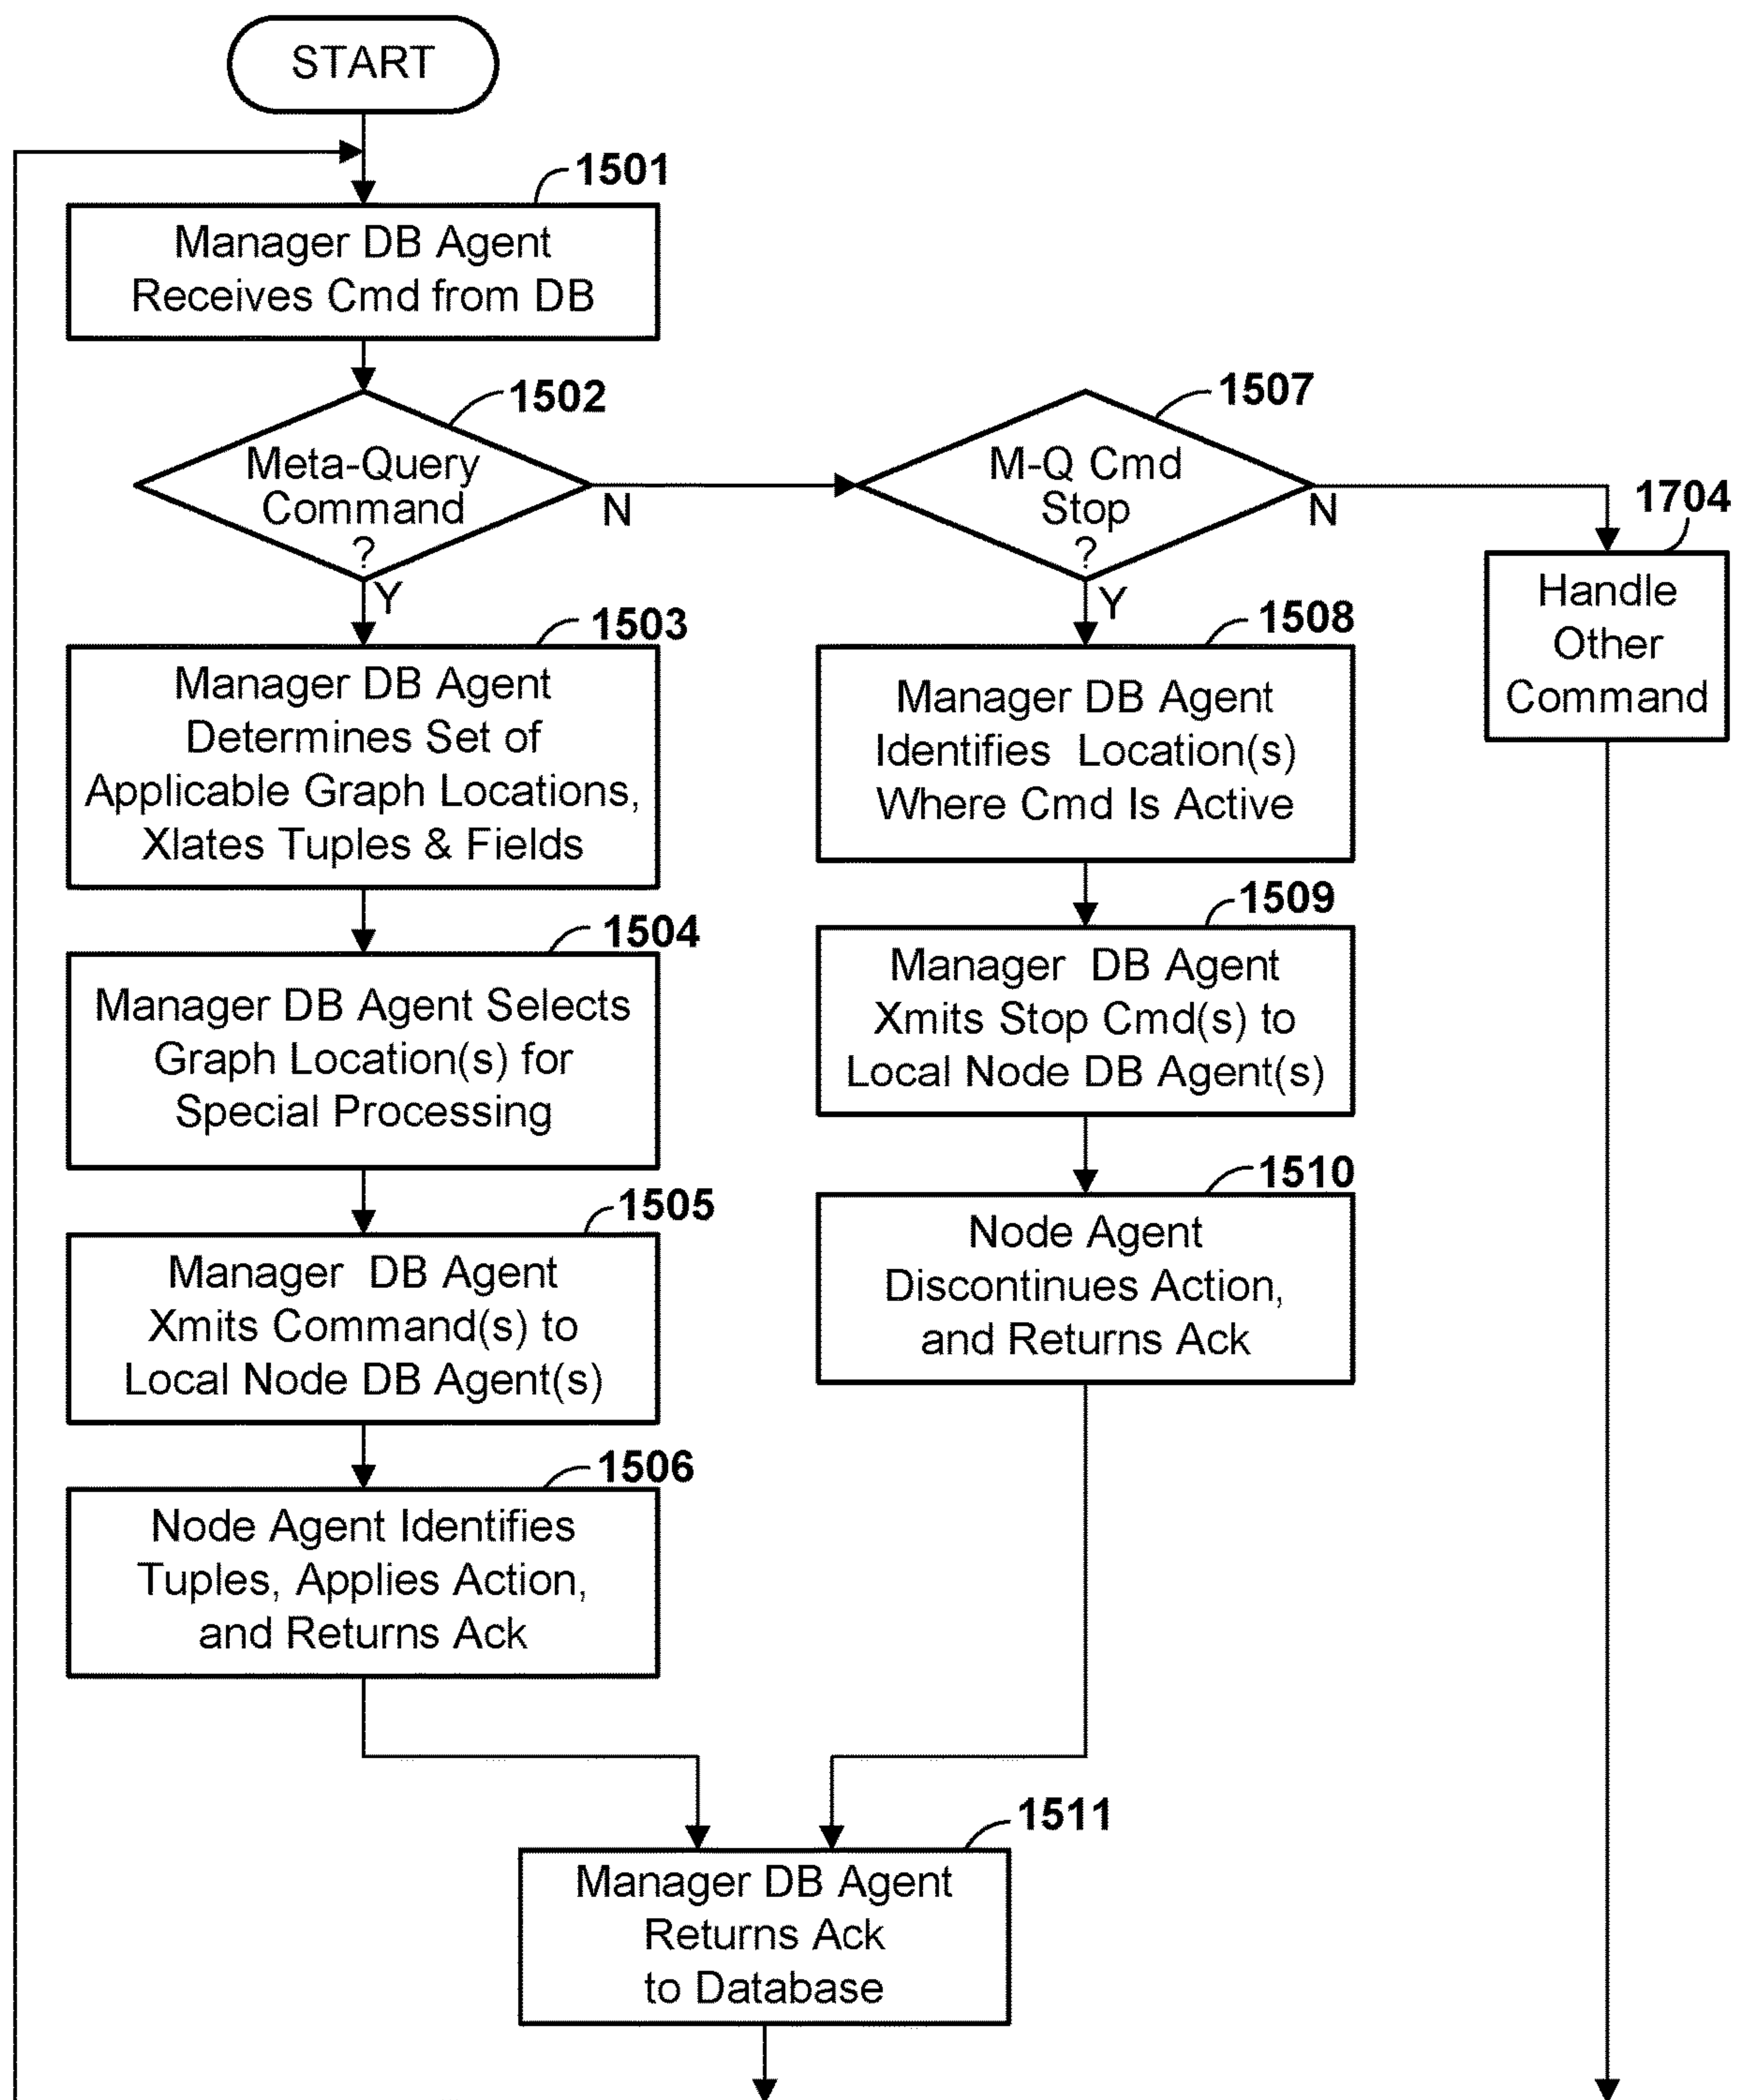 START
1501
Manager DB Agent
Receives Cmd from DB
1502
Meta-Query
Command
?
N
Y
1507
M-Q Cmd
Stop
?
N
Y
1704
Handle
Other
Command
1503
Manager DB Agent
Determines Set of
Applicable Graph Locations,
Xlates Tuples & Fields
1508
Manager DB Agent
Identifies Location(s)
Where Cmd Is Active
1504
Manager DB Agent Selects
Graph Location(s) for
Special Processing
1509
Manager DB Agent
Xmits Stop Cmd(s) to
Local Node DB Agent(s)
1505
Manager DB Agent
Xmits Command(s) to
Local Node DB Agent(s)
1510
Node Agent
Discontinues Action,
and Returns Ack
1506
Node Agent Identifies
Tuples, Applies Action,
and Returns Ack
1511
Manager DB Agent
Returns Ack
to Database